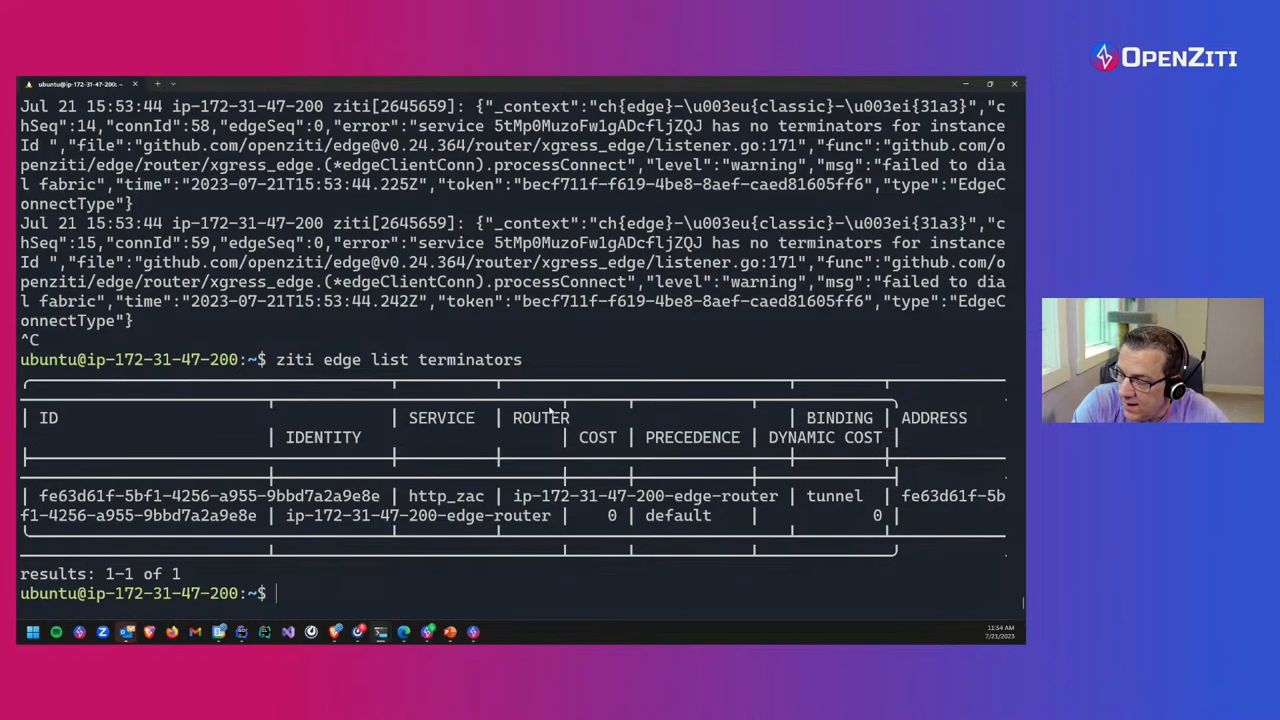 OPENZITI
ubuntu@ip-172-31-47-200: ~
Jul 21 15:53:44 ip-172-31-47-200 ziti[2645659]: {"_context":"ch{edge}-\u003eu{classic}-\u003ei{31a3}","c
hSeq":14,"connId":58,"edgeSeq":0,"error":"service 5tMp0MuzoFw1gADcfljZQJ has no terminators for instance
Id ","file":"github.com/openziti/edge@v0.24.364/router/xgress_edge/listener.go:171","func":"github.com/o
penziti/edge/router/xgress_edge.(*edgeClientConn).processConnect","level":"warning","msg":"failed to dia
l fabric","time":"2023-07-21T15:53:44.225Z","token":"becf711f-f619-4be8-8aef-caed81605ff6","type":"EdgeC
onnectType"}
Jul 21 15:53:44 ip-172-31-47-200 ziti[2645659]: {"_context":"ch{edge}-\u003eu{classic}-\u003ei{31a3}","c
hSeq":15,"connId":59,"edgeSeq":0,"error":"service 5tMp0MuzoFw1gADcfljZQJ has no terminators for instance
Id ","file":"github.com/openziti/edge@v0.24.364/router/xgress_edge/listener.go:171","func":"github.com/o
penziti/edge/router/xgress_edge.(*edgeClientConn).processConnect","level":"warning","msg":"failed to dia
l fabric","time":"2023-07-21T15:53:44.242Z","token":"becf711f-f619-4be8-8aef-caed81605ff6","type":"EdgeC
onnectType"}
^C
ubuntu@ip-172-31-47-200:~$ ziti edge list terminators
| ID | SERVICE | ROUTER | BINDING | ADDRESS
| IDENTITY | COST | PRECEDENCE | DYNAMIC COST |
| fe63d61f-5bf1-4256-a955-9bbd7a2a9e8e | http_zac | ip-172-31-47-200-edge-router | tunnel | fe63d61f-5b
f1-4256-a955-9bbd7a2a9e8e | ip-172-31-47-200-edge-router | 0 | default | 0 |
results: 1-1 of 1
ubuntu@ip-172-31-47-200:~$
11:54 AM
7/21/2023